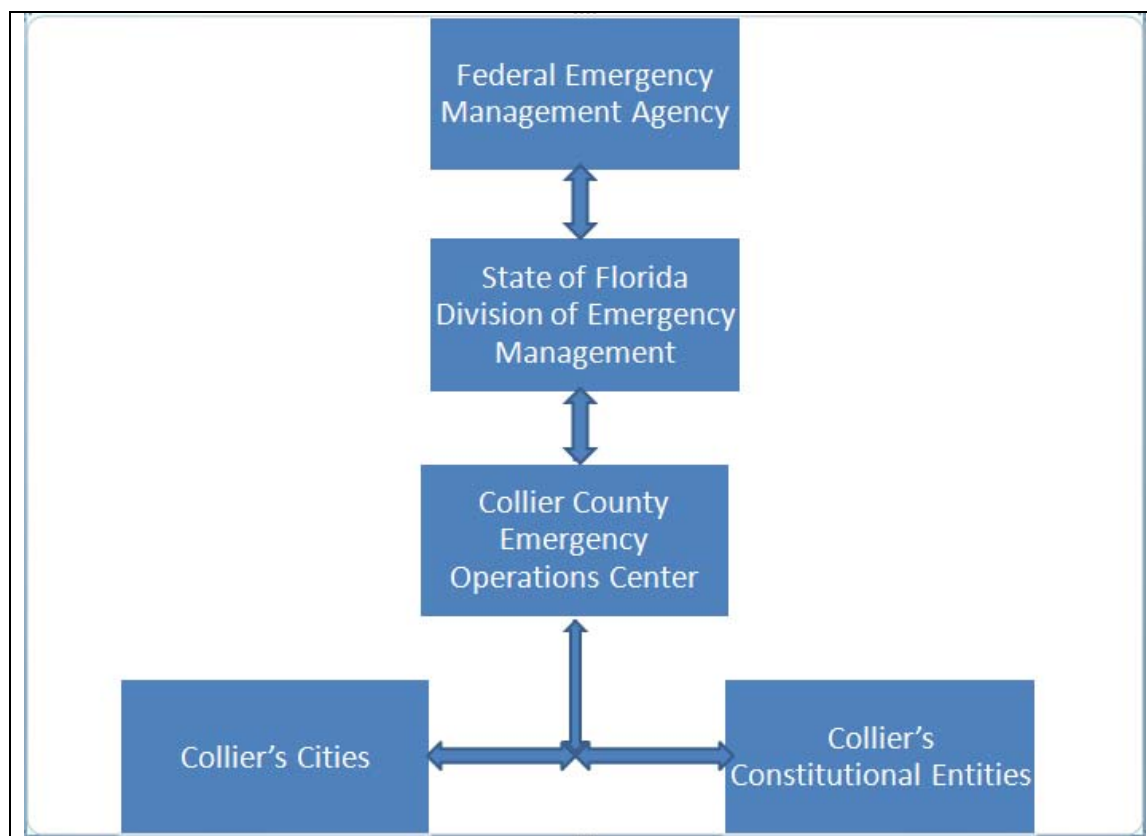 Federal Emergency
Management Agency
State of Florida
Division of Emergency
Management
Collier County
Emergency
Operations Center
Collier’s Cities
Collier’s
Constitutional Entities